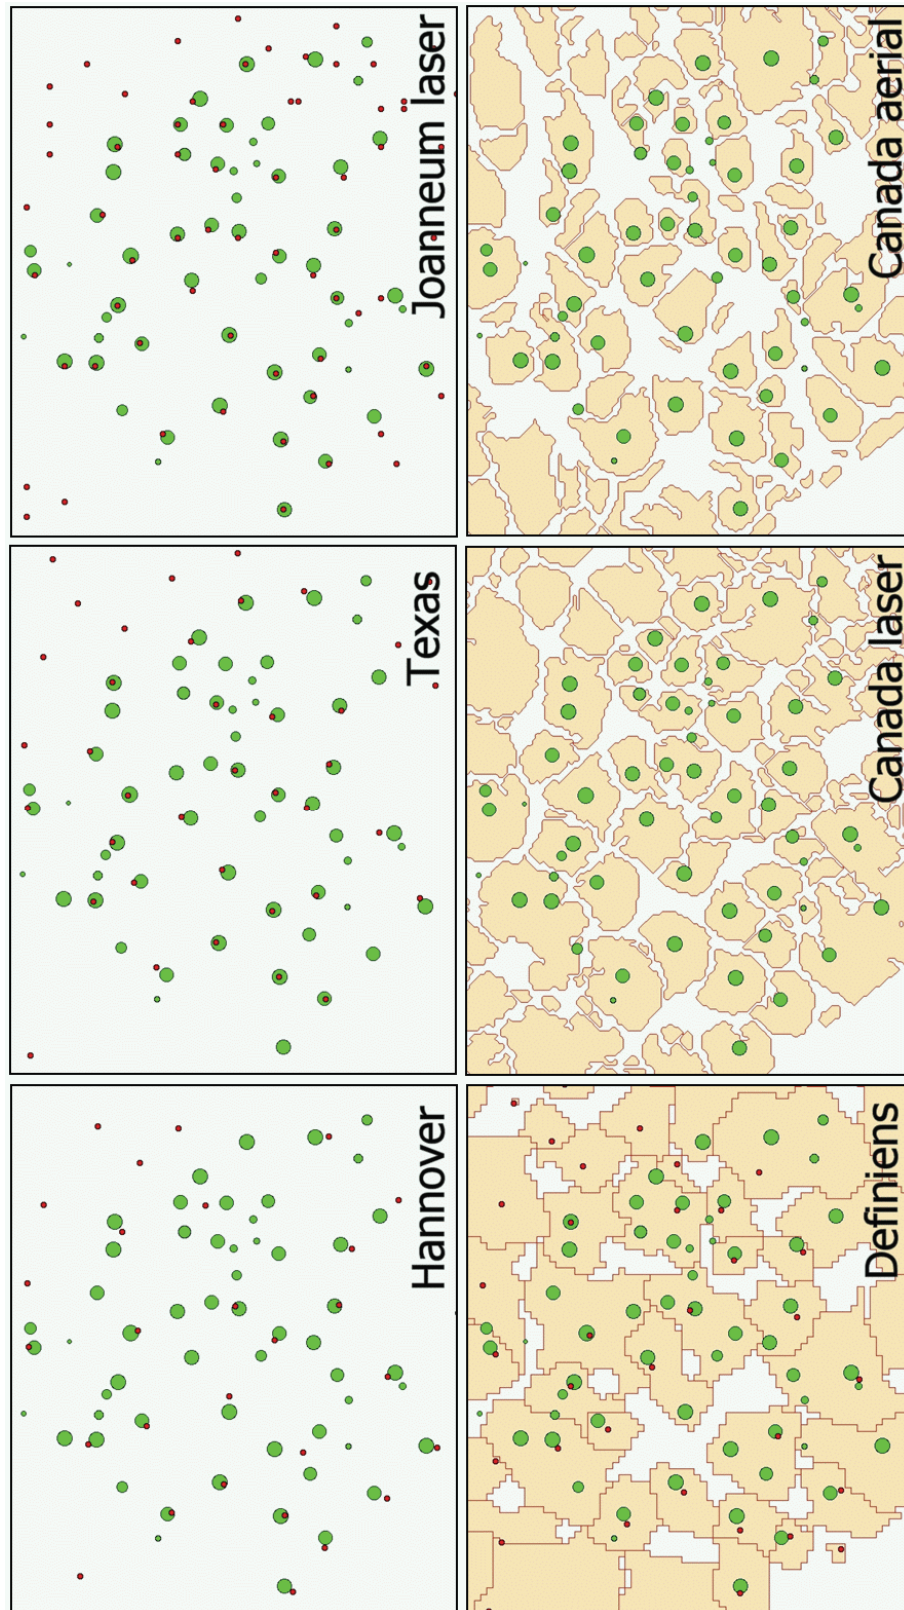 Joanneum laser
Canada aerial
Texas
Canada laser
Hannover
Definiens